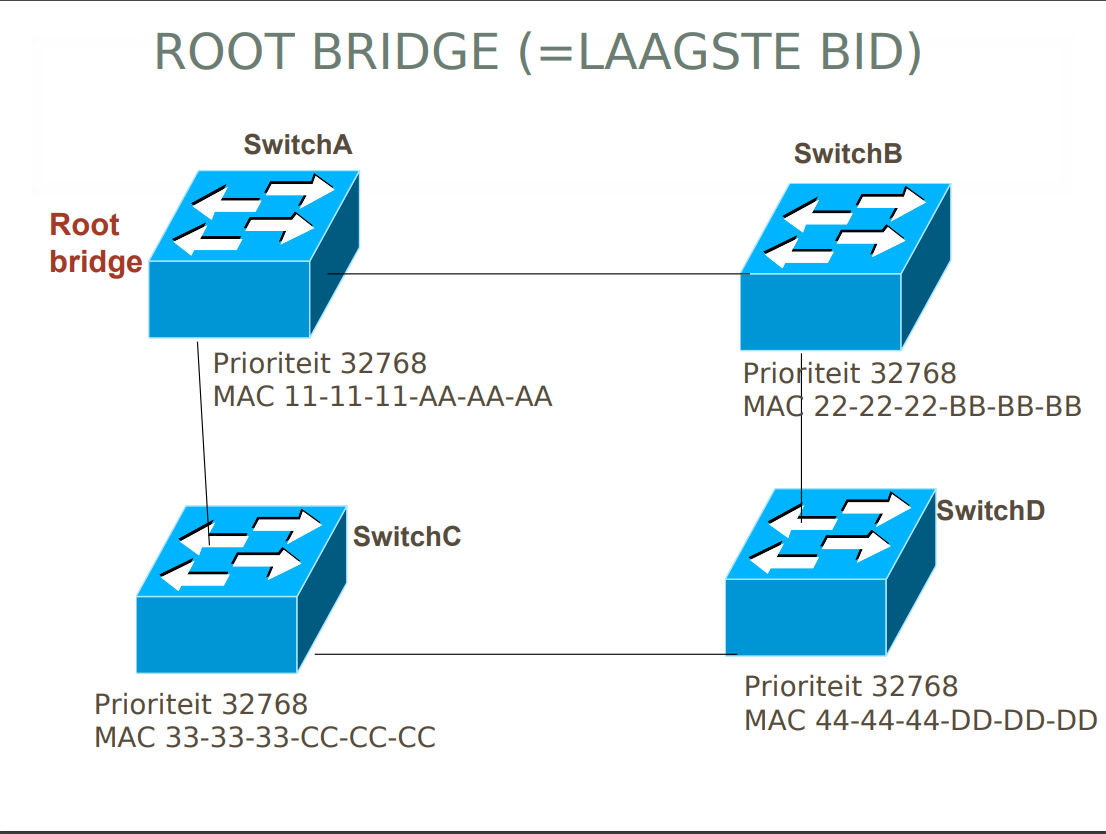 ROOT BRIDGE (=LAAGSTE BID)
SwitchA
SwitchB
Root
bridge
Prioriteit 32768
MAC 11-11-11-AA-AA-AA
Prioriteit 32768
MAC 22-22-22-BB-BB-BB
SwitchC
SwitchD
Prioriteit 32768
MAC 33-33-33-CC-CC-CC
Prioriteit 32768
MAC 44-44-44-DD-DD-DD